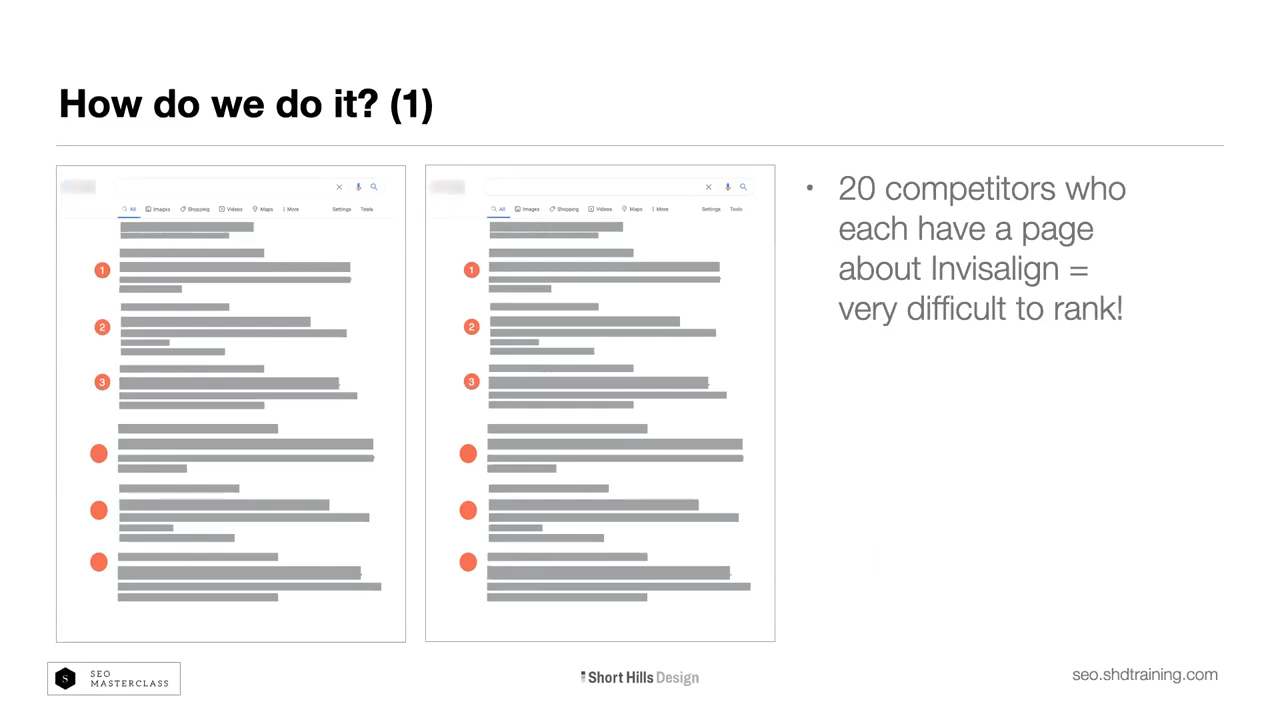 How do we do it? (1)
All Images Shopping Videos Maps More Settings Tools
1
2
3
All Images Shopping Videos Maps More Settings Tools
1
2
3
• 20 competitors who
each have a page
about Invisalign =
very difficult to rank!
S
SEO
MASTERCLASS
Short Hills Design
seo.shdtraining.com